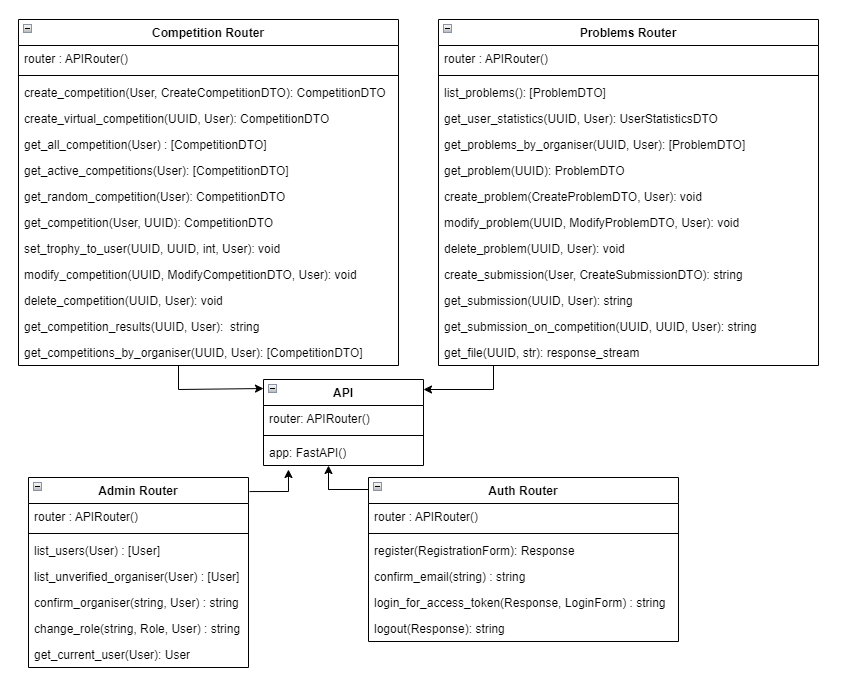 Competition Router
router : APIRouter()
create_competition(User, CreateCompetitionDTO): CompetitionDTO
create_virtual_competition(UUID, User): CompetitionDTO
get_all_competition(User) : [CompetitionDTO]
get_active_competitions(User): [CompetitionDTO]
get_random_competition(User): CompetitionDTO
get_competition(User, UUID): CompetitionDTO
set_trophy_to_user(UUID, UUID, int, User): void
modify_competition(UUID, ModifyCompetitionDTO, User): void
delete_competition(UUID, User): void
get_competition_results(UUID, User):  string
get_competitions_by_organiser(UUID, User): [CompetitionDTO]
Problems Router
router : APIRouter()
list_problems(): [ProblemDTO]
get_user_statistics(UUID, User): UserStatisticsDTO
get_problems_by_organiser(UUID, User): [ProblemDTO]
get_problem(UUID): ProblemDTO
create_problem(CreateProblemDTO, User): void
modify_problem(UUID, ModifyProblemDTO, User): void
delete_problem(UUID, User): void
create_submission(User, CreateSubmissionDTO): string
get_submission(UUID, User): string
get_submission_on_competition(UUID, UUID, User): string
get_file(UUID, str): response_stream
API
router: APIRouter()
app: FastAPI()
Admin Router
router : APIRouter()
list_users(User) : [User]
list_unverified_organiser(User) : [User]
confirm_organiser(string, User) : string
change_role(string, Role, User) : string
get_current_user(User): User
Auth Router
router : APIRouter()
register(RegistrationForm): Response
confirm_email(string) : string
login_for_access_token(Response, LoginForm) : string
logout(Response): string